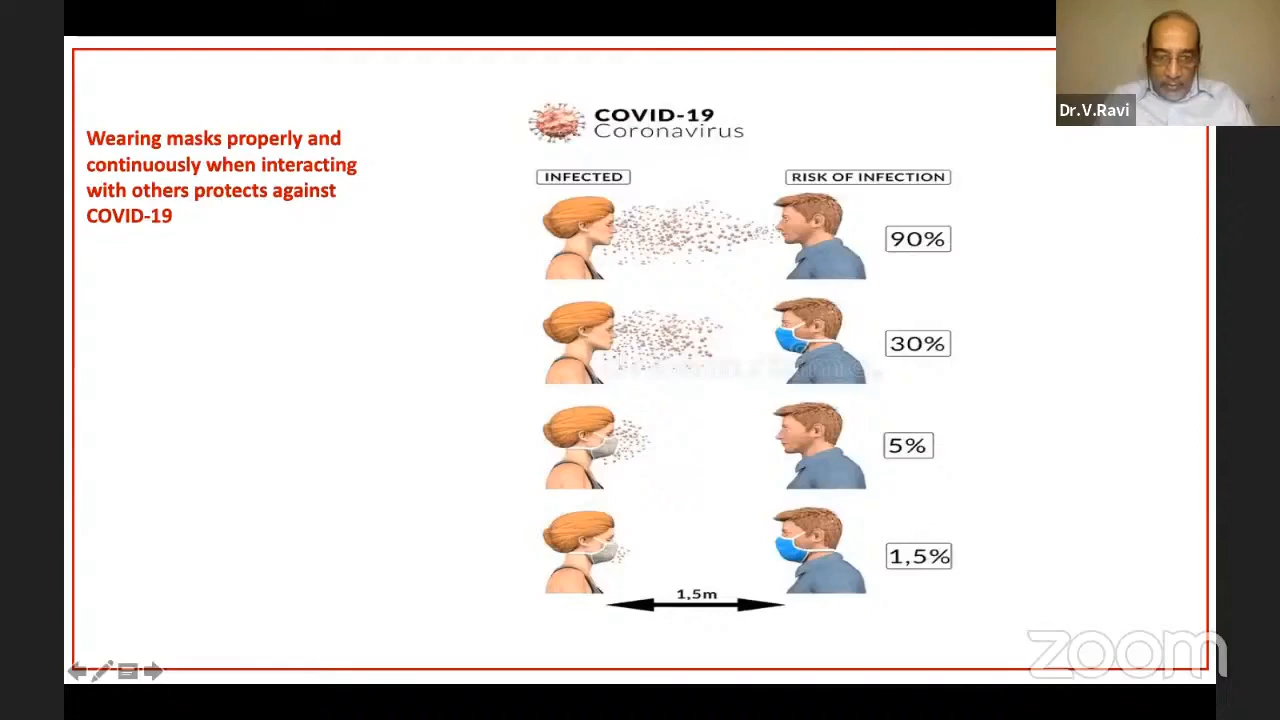 Dr.V.Ravi
Wearing masks properly and
continuously when interacting
with others protects against
COVID-19
COVID-19
Coronavirus
INFECTED
RISK OF INFECTION
90%
30%
5%
1,5%
1,5m
zoom